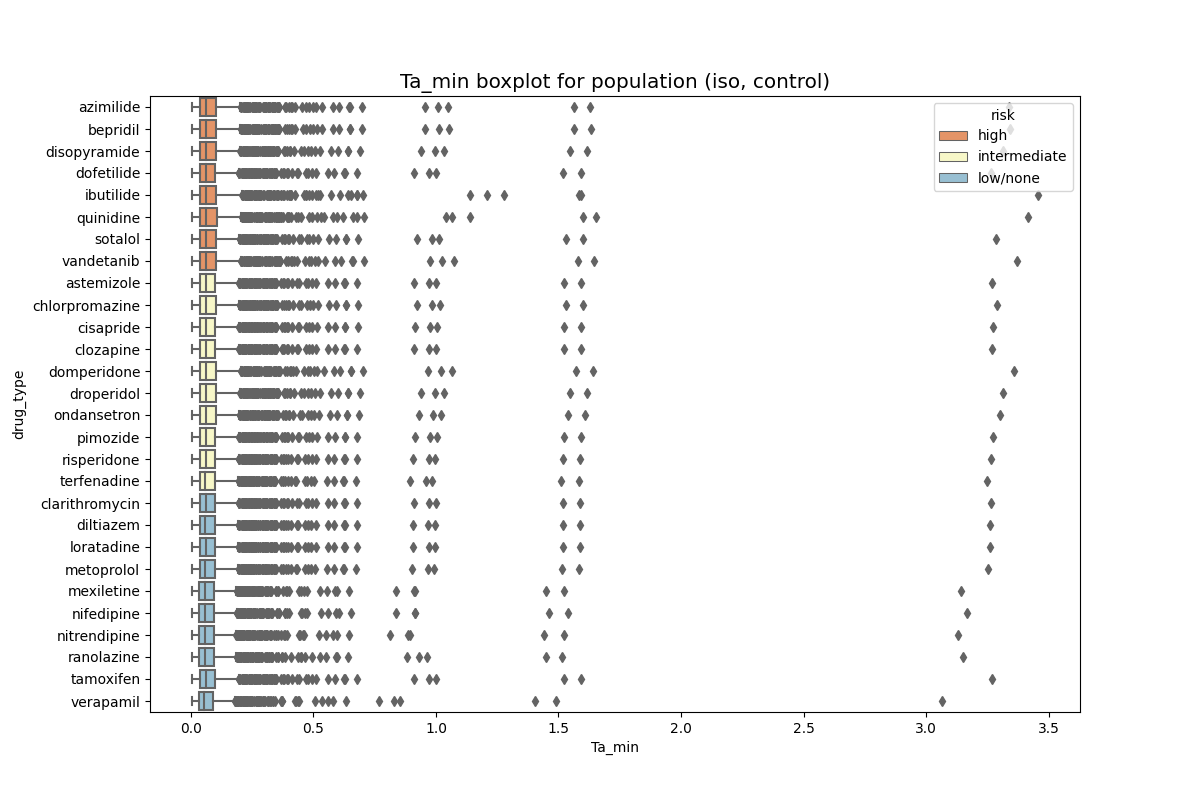 Ta_min boxplot for population (iso, control)
risk
high
intermediate
low/none
drug_type
azimilide
bepridil
disopyramide
dofetilide
ibutilide
quinidine
sotalol
vandetanib
astemizole
chlorpromazine
cisapride
clozapine
domperidone
droperidol
ondansetron
pimozide
risperidone
terfenadine
clarithromycin
diltiazem
loratadine
metoprolol
mexiletine
nifedipine
nitrendipine
ranolazine
tamoxifen
verapamil
0.0 0.5 1.0 1.5 2.0 2.5 3.0 3.5
Ta_min